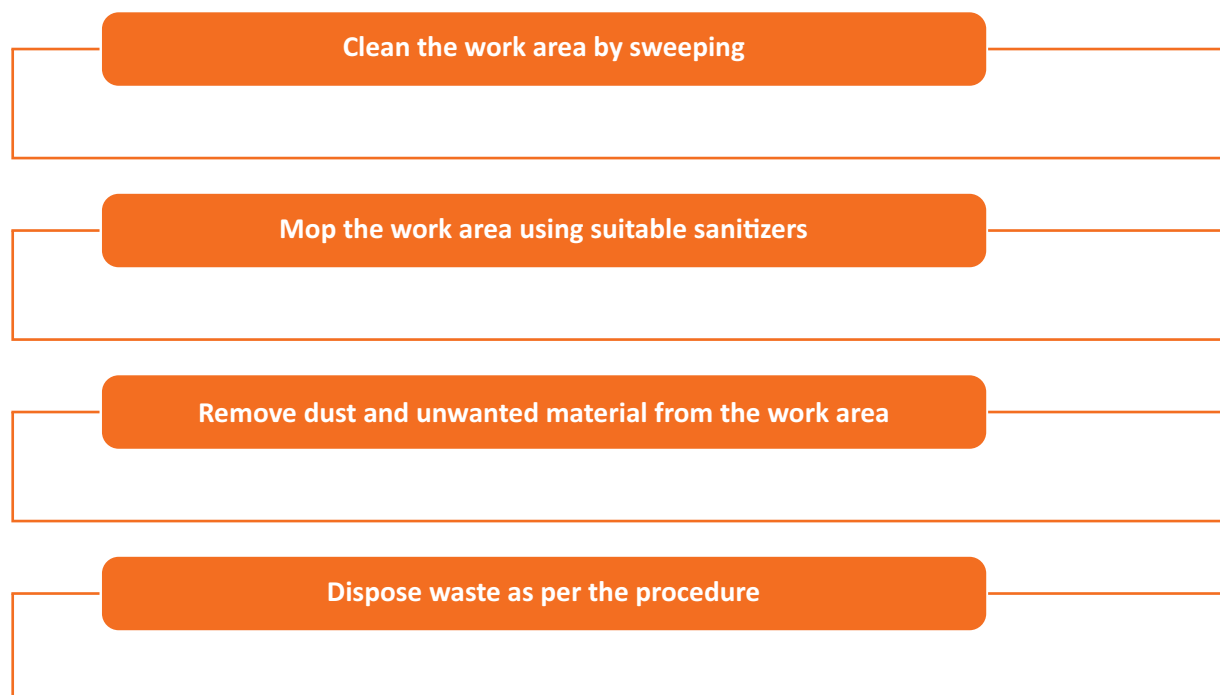 Clean the work area by sweeping
Mop the work area using suitable sanitizers
Remove dust and unwanted material from the work area
Dispose waste as per the procedure